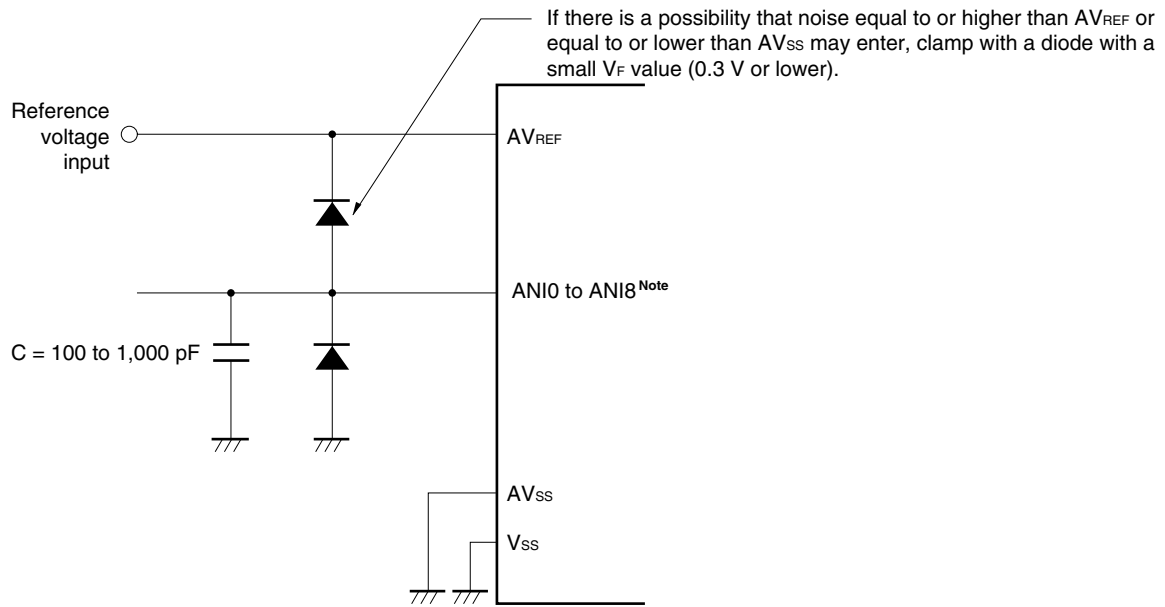 If there is a possibility that noise equal to or higher than AVREF or
equal to or lower than AVSS may enter, clamp with a diode with a
small VF value (0.3 V or lower).
Reference
voltage
input
AVREF
ANI0 to ANI8Note
C = 100 to 1,000 pF
AVSS
VSS